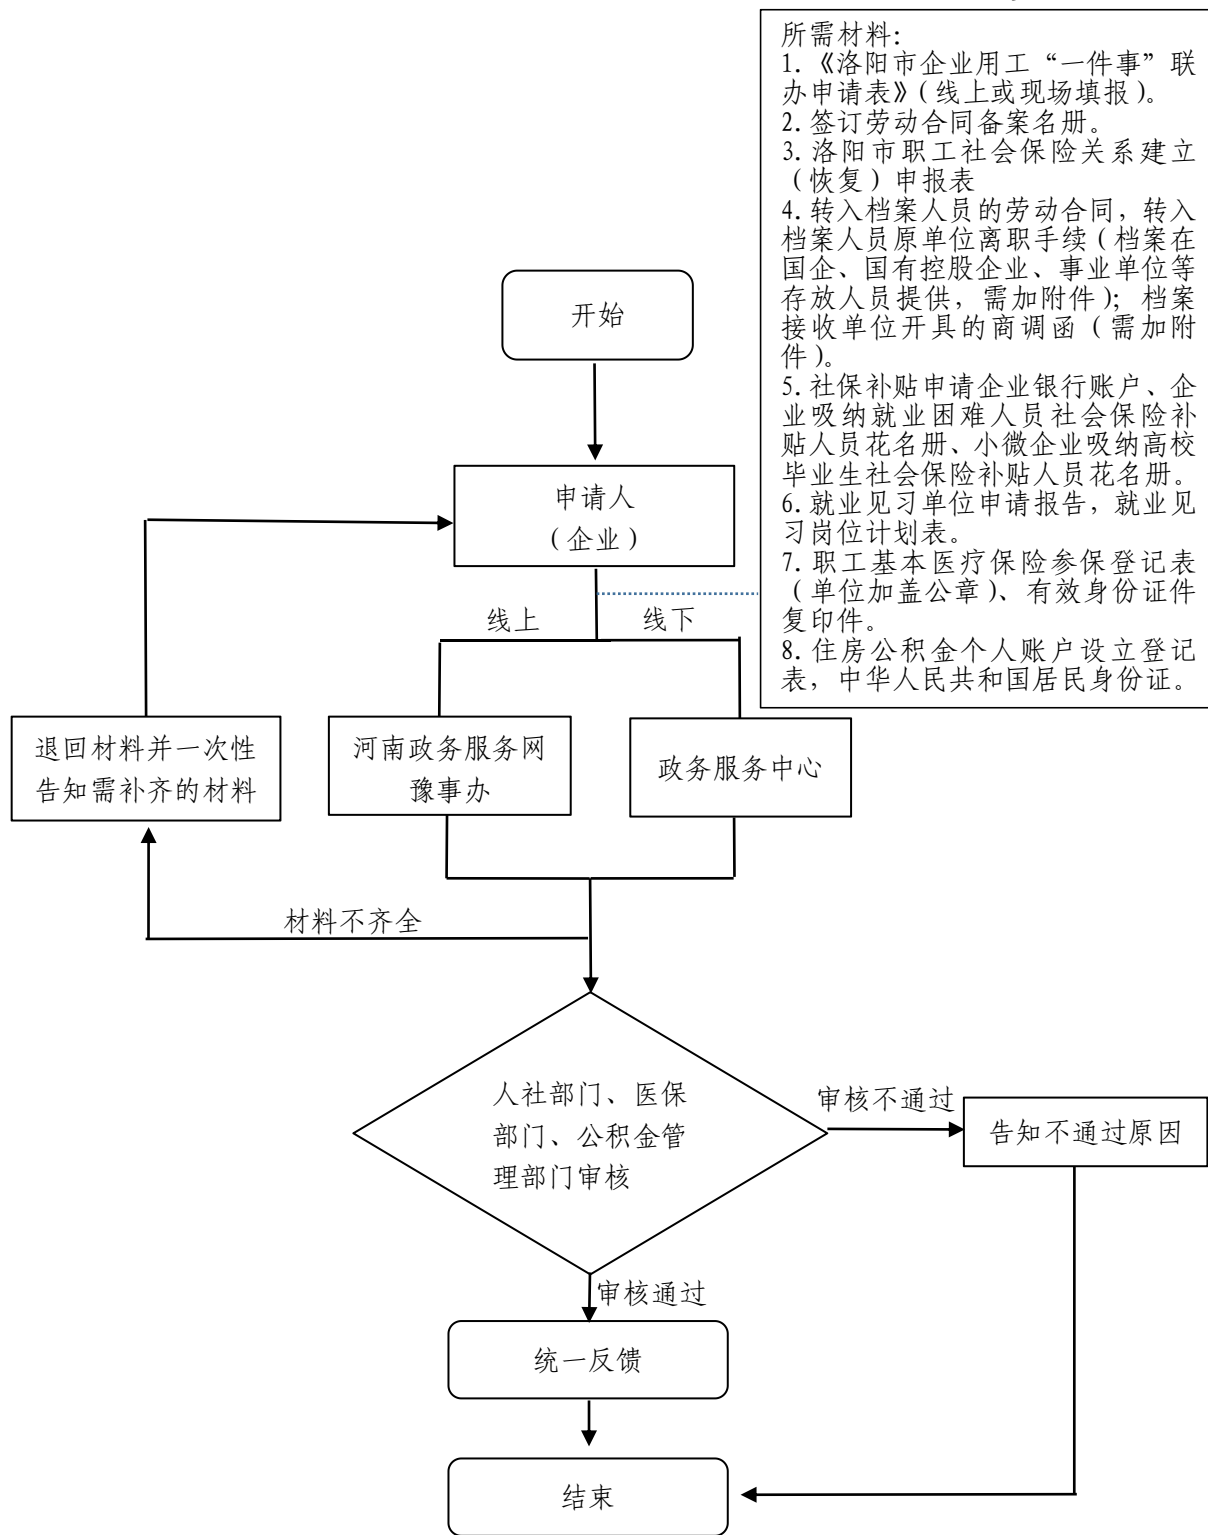 所需材料：
1.《洛阳市企业用工“一件事”联
办申请表》（线上或现场填报）。
2.签订劳动合同备案名册。
3.洛阳市职工社会保险关系建立
（恢复）申报表
4.转入档案人员的劳动合同，转入
档案人员原单位离职手续（档案在
国企、国有控股企业、事业单位等
存放人员提供，需加附件）；档案
接收单位开具的商调函（需加附
件）。
5.社保补贴申请企业银行账户、企
业吸纳就业困难人员社会保险补
贴人员花名册、小微企业吸纳高校
毕业生社会保险补贴人员花名册。
6.就业见习单位申请报告，就业见
习岗位计划表。
7.职工基本医疗保险参保登记表
（单位加盖公章）、有效身份证件
复印件。
8.住房公积金个人账户设立登记
表，中华人民共和国居民身份证。
开始
申请人
（企业）
线上
线下
退回材料并一次性
告知需补齐的材料
河南政务服务网
豫事办
政务服务中心
材料不齐全
人社部门、医保
部门、公积金管
理部门审核
审核不通过
告知不通过原因
审核通过
统一反馈
结束